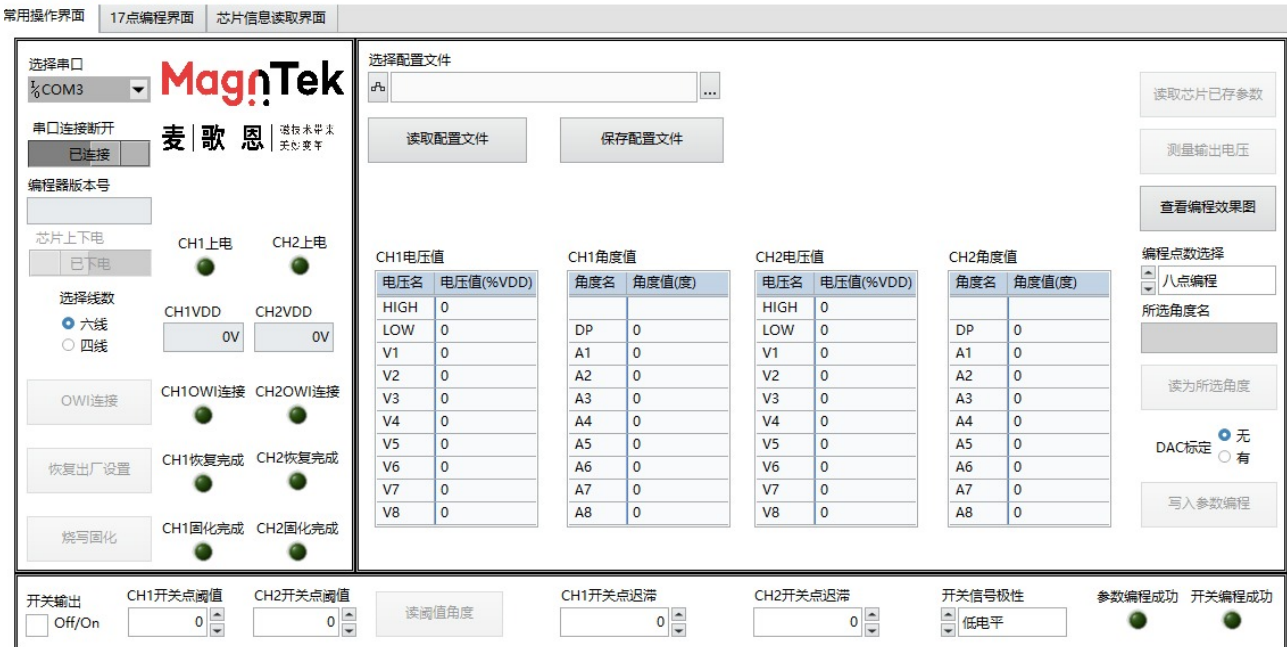 常用操作界面 17点编程界面 芯片信息读取界面
选择串口
COM3
MagnTek
麦歌恩 磁技术带来美妙变革
串口连接断开
已连接
编程器版本号
芯片上下电
已下电
CH1上电 CH2上电
选择线数
六线
四线
CH1VDD CH2VDD
0V 0V
OWI连接
CH1OWI连接 CH2OWI连接
恢复出厂设置
CH1恢复完成 CH2恢复完成
烧写固化
CH1固化完成 CH2固化完成
选择配置文件
...
读取配置文件 保存配置文件
CH1电压值 CH1角度值 CH2电压值 CH2角度值
电压名 电压值(%VDD) 角度名 角度值(度) 电压名 电压值(%VDD) 角度名 角度值(度)
HIGH 0 HIGH 0
LOW 0 DP 0 LOW 0 DP 0
V1 0 A1 0 V1 0 A1 0
V2 0 A2 0 V2 0 A2 0
V3 0 A3 0 V3 0 A3 0
V4 0 A4 0 V4 0 A4 0
V5 0 A5 0 V5 0 A5 0
V6 0 A6 0 V6 0 A6 0
V7 0 A7 0 V7 0 A7 0
V8 0 A8 0 V8 0 A8 0
读取芯片已存参数
测量输出电压
查看编程效果图
编程点数选择
八点编程
所选角度名
读为所选角度
DAC标定
无
有
写入参数编程
开关输出
Off/On
CH1开关点阈值 CH2开关点阈值
0 0
读阈值角度
CH1开关点迟滞 CH2开关点迟滞
0 0
开关信号极性
低电平
参数编程成功 开关编程成功